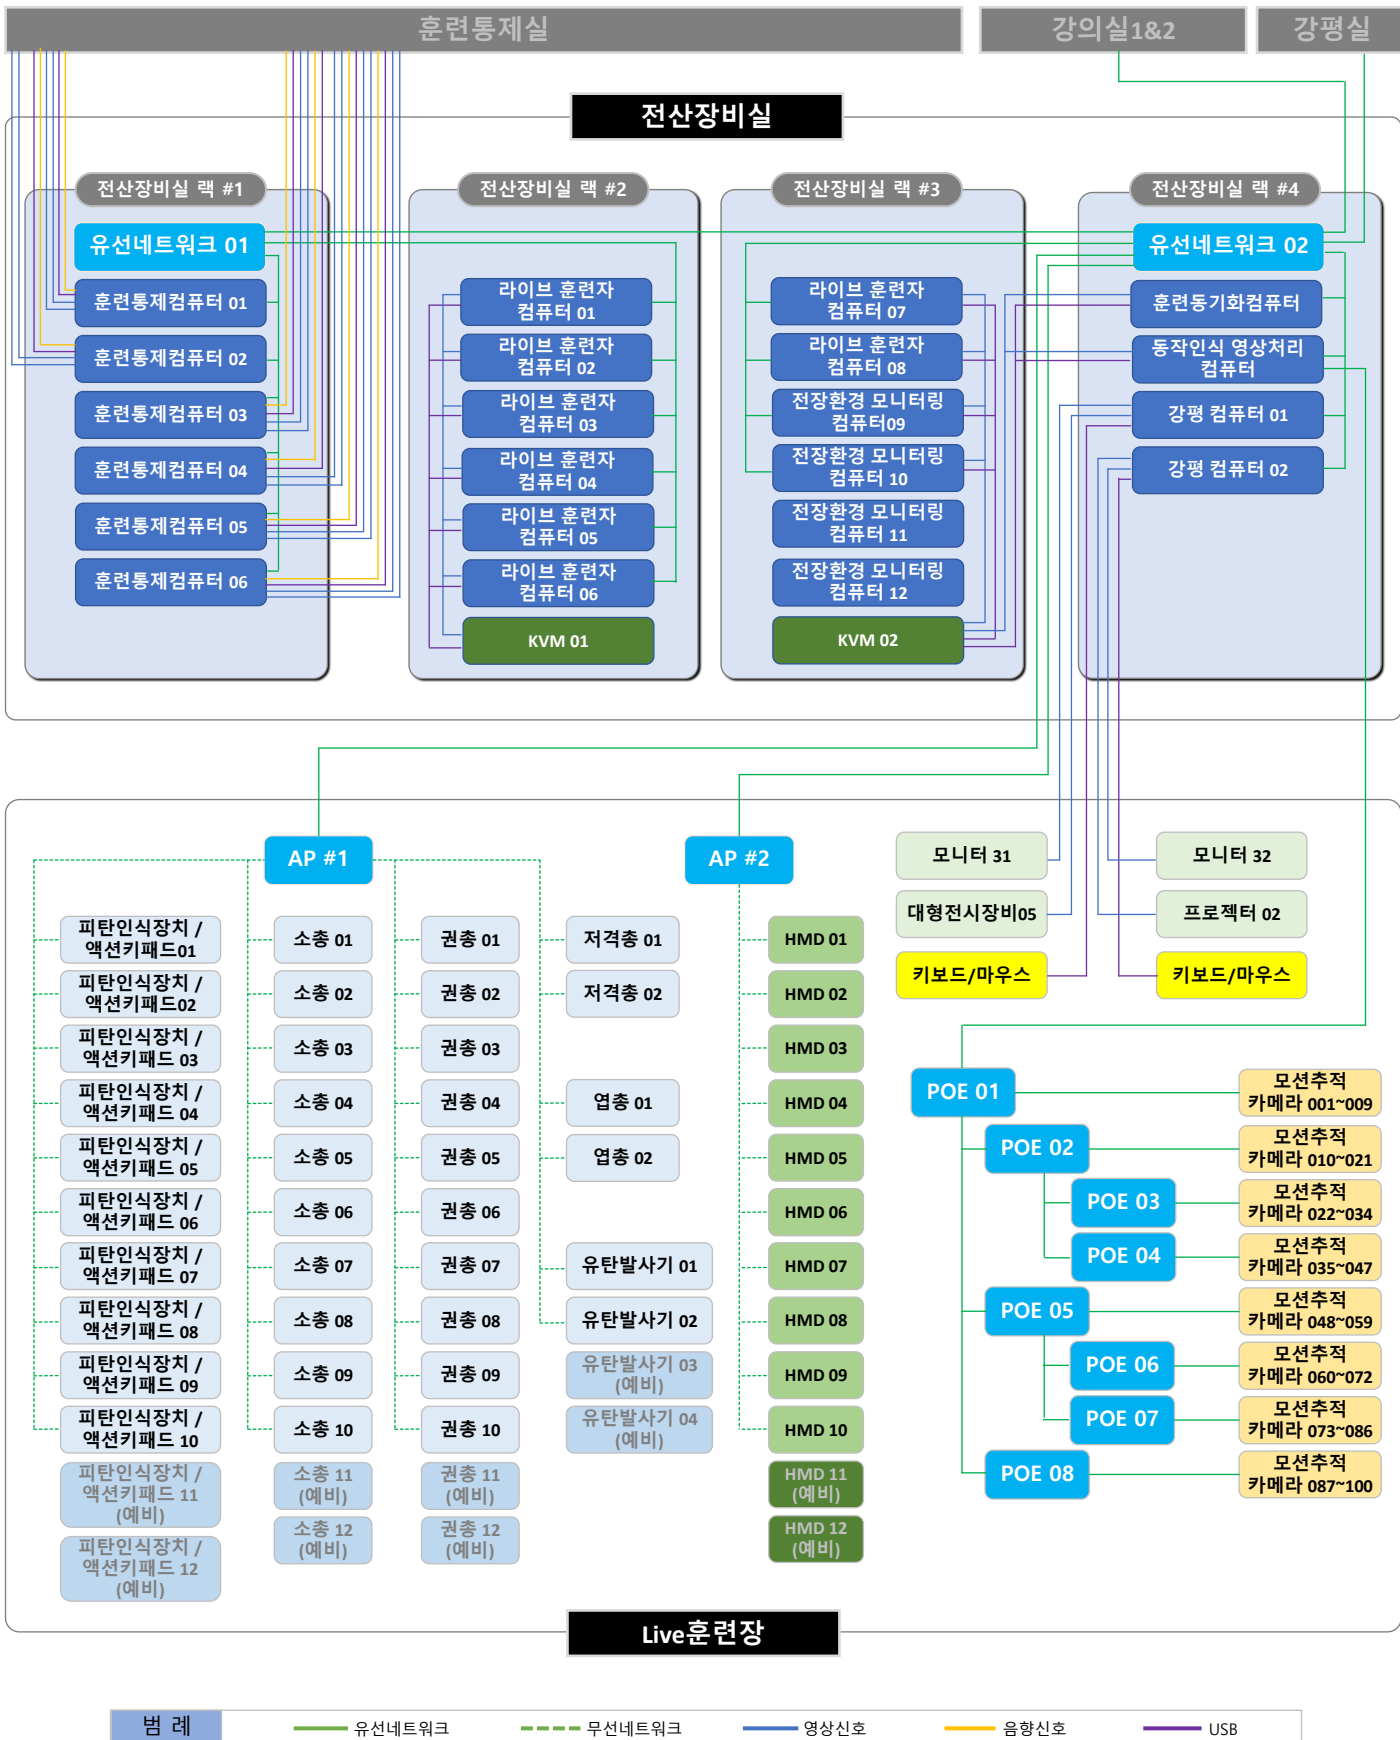 훈련통제실
강의실1&2
강평실
전산장비실
전산장비실 랙 #1
전산장비실 랙 #2
전산장비실 랙 #3
전산장비실 랙 #4
유선네트워크 01
훈련통제컴퓨터 01
훈련통제컴퓨터 02
훈련통제컴퓨터 03
훈련통제컴퓨터 04
훈련통제컴퓨터 05
훈련통제컴퓨터 06
라이브 훈련자
컴퓨터 01
라이브 훈련자
컴퓨터 02
라이브 훈련자
컴퓨터 03
라이브 훈련자
컴퓨터 04
라이브 훈련자
컴퓨터 05
라이브 훈련자
컴퓨터 06
KVM 01
라이브 훈련자
컴퓨터 07
라이브 훈련자
컴퓨터 08
전장환경 모니터링
컴퓨터09
전장환경 모니터링
컴퓨터 10
전장환경 모니터링
컴퓨터 11
전장환경 모니터링
컴퓨터 12
KVM 02
유선네트워크 02
훈련동기화컴퓨터
동작인식 영상처리
컴퓨터
강평 컴퓨터 01
강평 컴퓨터 02
AP #1
AP #2
피탄인식장치 /
액션키패드01
피탄인식장치 /
액션키패드02
피탄인식장치 /
액션키패드 03
피탄인식장치 /
액션키패드 04
피탄인식장치 /
액션키패드 05
피탄인식장치 /
액션키패드 06
피탄인식장치 /
액션키패드 07
피탄인식장치 /
액션키패드 08
피탄인식장치 /
액션키패드 09
피탄인식장치 /
액션키패드 10
피탄인식장치 /
액션키패드 11
(예비)
피탄인식장치 /
액션키패드 12
(예비)
소총 01
소총 02
소총 03
소총 04
소총 05
소총 06
소총 07
소총 08
소총 09
소총 10
소총 11
(예비)
소총 12
(예비)
권총 01
권총 02
권총 03
권총 04
권총 05
권총 06
권총 07
권총 08
권총 09
권총 10
권총 11
(예비)
권총 12
(예비)
저격총 01
저격총 02
엽총 01
엽총 02
유탄발사기 01
유탄발사기 02
유탄발사기 03
(예비)
유탄발사기 04
(예비)
HMD 01
HMD 02
HMD 03
HMD 04
HMD 05
HMD 06
HMD 07
HMD 08
HMD 09
HMD 10
HMD 11
(예비)
HMD 12
(예비)
모니터 31
대형전시장비05
키보드/마우스
모니터 32
프로젝터 02
키보드/마우스
POE 01
POE 02
POE 03
POE 04
POE 05
POE 06
POE 07
POE 08
모션추적
카메라 001~009
모션추적
카메라 010~021
모션추적
카메라 022~034
모션추적
카메라 035~047
모션추적
카메라 048~059
모션추적
카메라 060~072
모션추적
카메라 073~086
모션추적
카메라 087~100
Live훈련장
범 례
유선네트워크
무선네트워크
영상신호
음향신호
USB